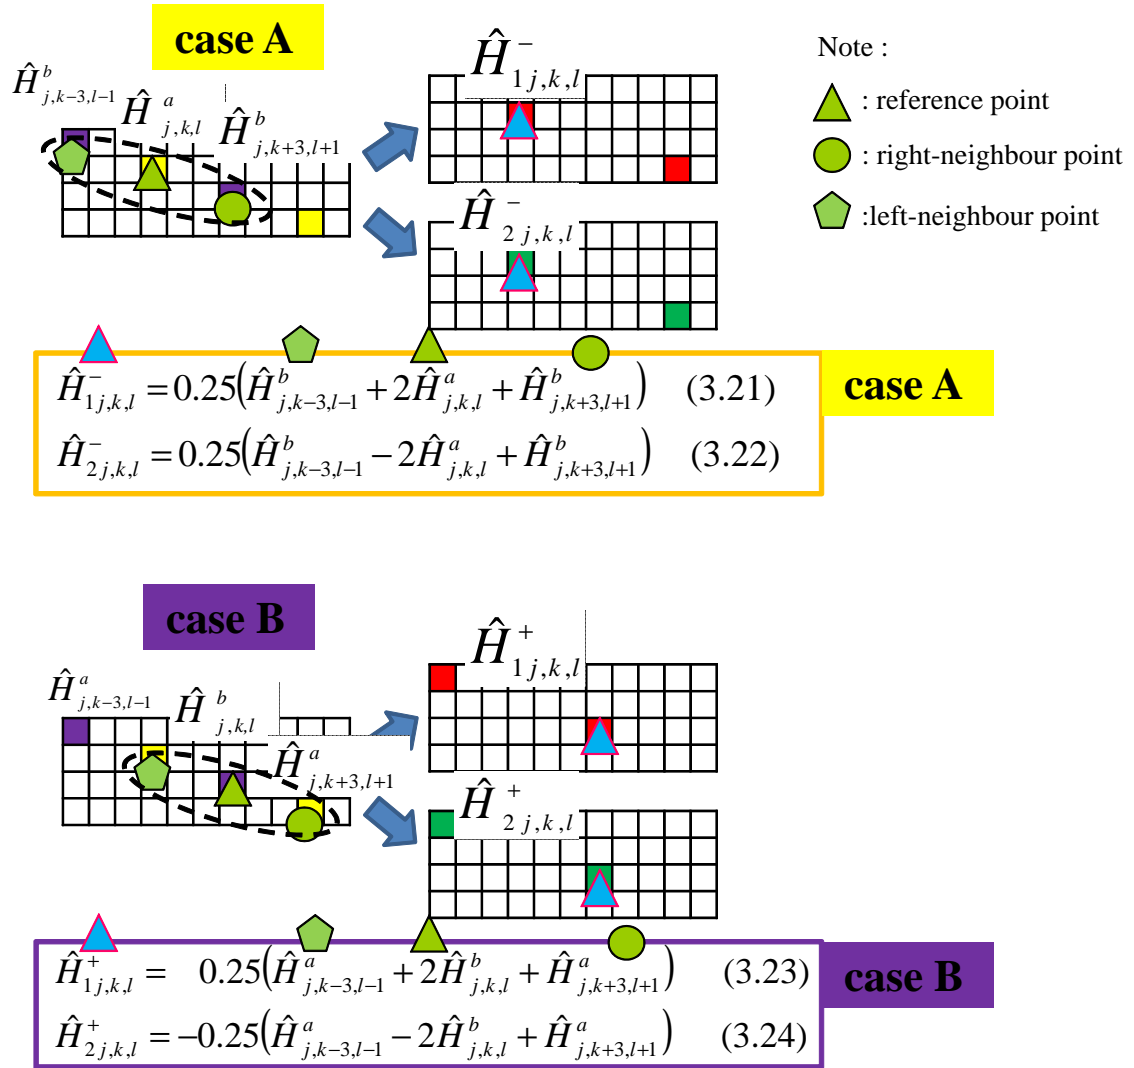 case A
Note :
Ĥ^b_{j,k-3,l-1}
Ĥ^a_{j,k,l}
Ĥ^b_{j,k+3,l+1}
Ĥ^-_{1j,k,l}
: reference point
: right-neighbour point
Ĥ^-_{2j,k,l}
:left-neighbour point
Ĥ^-_{1j,k,l} = 0.25(Ĥ^b_{j,k-3,l-1} + 2Ĥ^a_{j,k,l} + Ĥ^b_{j,k+3,l+1}) (3.21)
Ĥ^-_{2j,k,l} = 0.25(Ĥ^b_{j,k-3,l-1} − 2Ĥ^a_{j,k,l} + Ĥ^b_{j,k+3,l+1}) (3.22)
case A
case B
Ĥ^+_{1j,k,l}
Ĥ^a_{j,k-3,l-1}
Ĥ^b_{j,k,l}
Ĥ^a_{j,k+3,l+1}
Ĥ^+_{2j,k,l}
Ĥ^+_{1j,k,l} = 0.25(Ĥ^a_{j,k-3,l-1} + 2Ĥ^b_{j,k,l} + Ĥ^a_{j,k+3,l+1}) (3.23)
Ĥ^+_{2j,k,l} = −0.25(Ĥ^a_{j,k-3,l-1} − 2Ĥ^b_{j,k,l} + Ĥ^a_{j,k+3,l+1}) (3.24)
case B